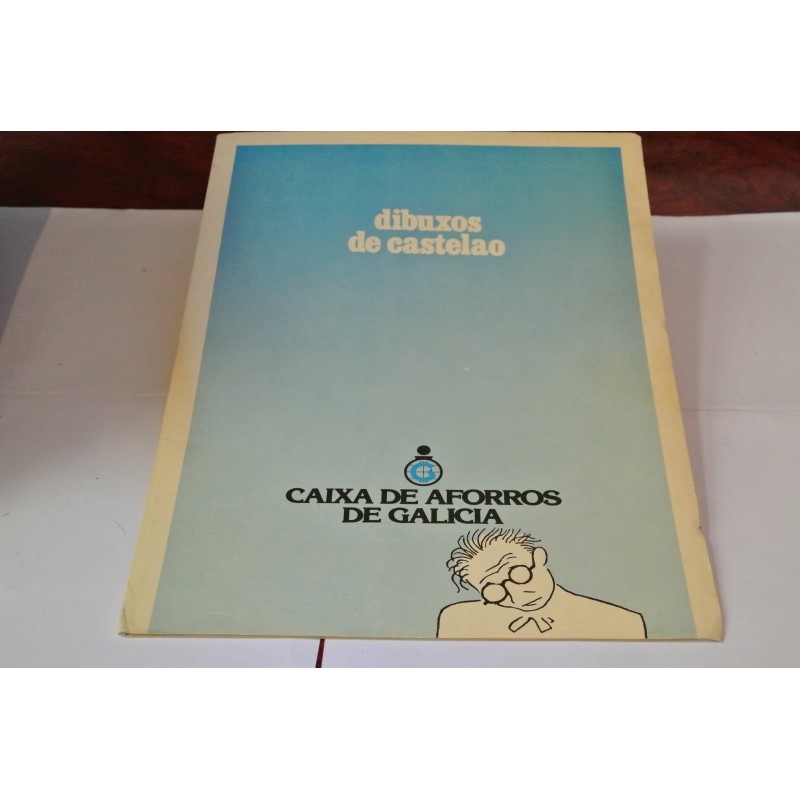 dibuxos
de castelao
CAIXA DE AFORROS
DE GALICIA